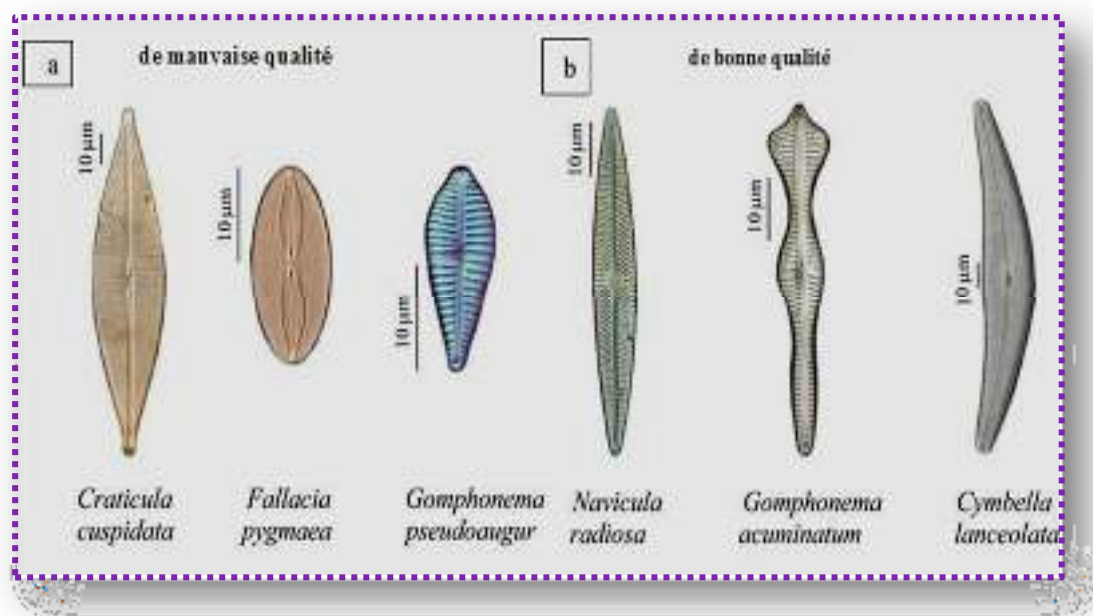 a
de mauvaise qualité
b
de bonne qualité
10 µm
10 µm
10 µm
10 µm
10 µm
10 µm
Craticula
cuspidata
Fallacia
pygmaea
Gomphonema
pseudoaugur
Navicula
radiosa
Gomphonema
acuminatum
Cymbella
lanceolata